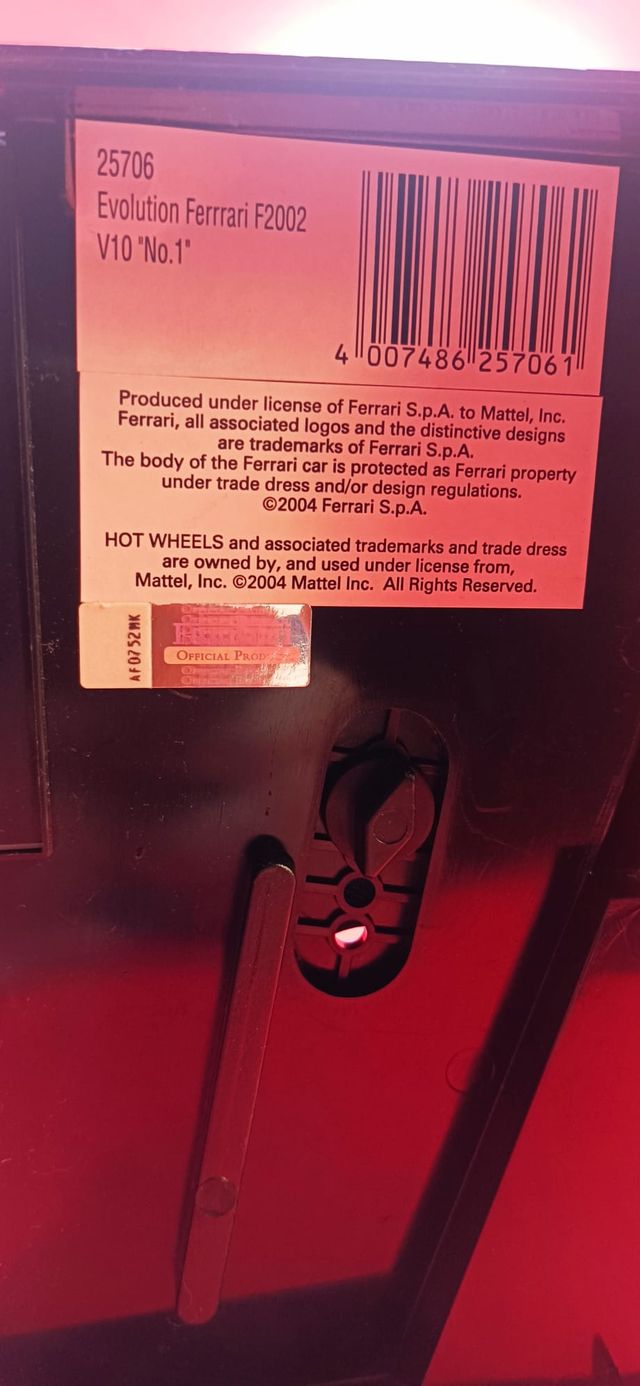 25706
Evolution Ferrrari F2002
V10 "No.1"
4 007486 257061
Produced under license of Ferrari S.p.A. to Mattel, Inc.
Ferrari, all associated logos and the distinctive designs
are trademarks of Ferrari S.p.A.
The body of the Ferrari car is protected as Ferrari property
under trade dress and/or design regulations.
©2004 Ferrari S.p.A.
HOT WHEELS and associated trademarks and trade dress
are owned by, and used under license from,
Mattel, Inc. ©2004 Mattel Inc. All Rights Reserved.
AF0752MK
OFFICIAL